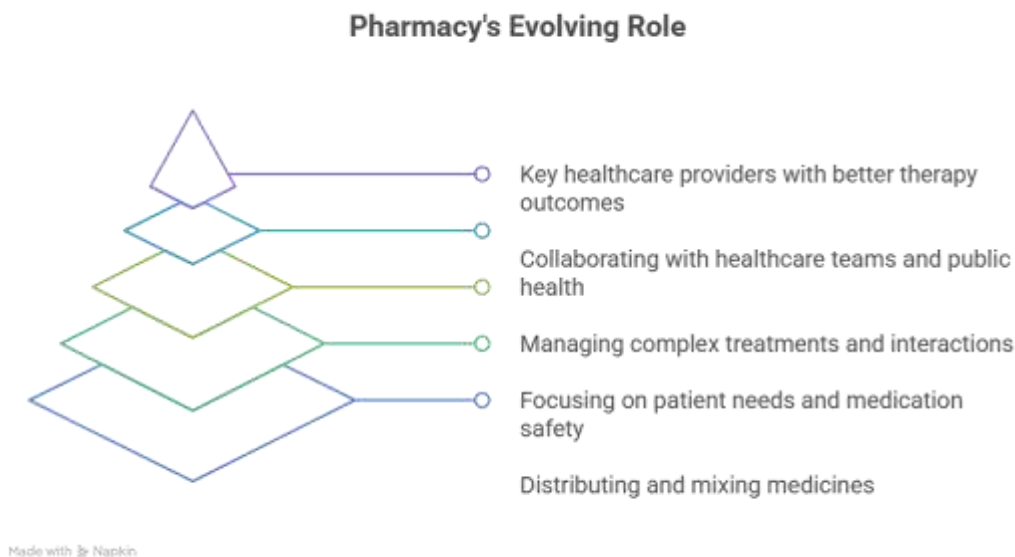 Pharmacy's Evolving Role
Key healthcare providers with better therapy
outcomes
Collaborating with healthcare teams and public
health
Managing complex treatments and interactions
Focusing on patient needs and medication
safety
Distributing and mixing medicines
Made with Napkin